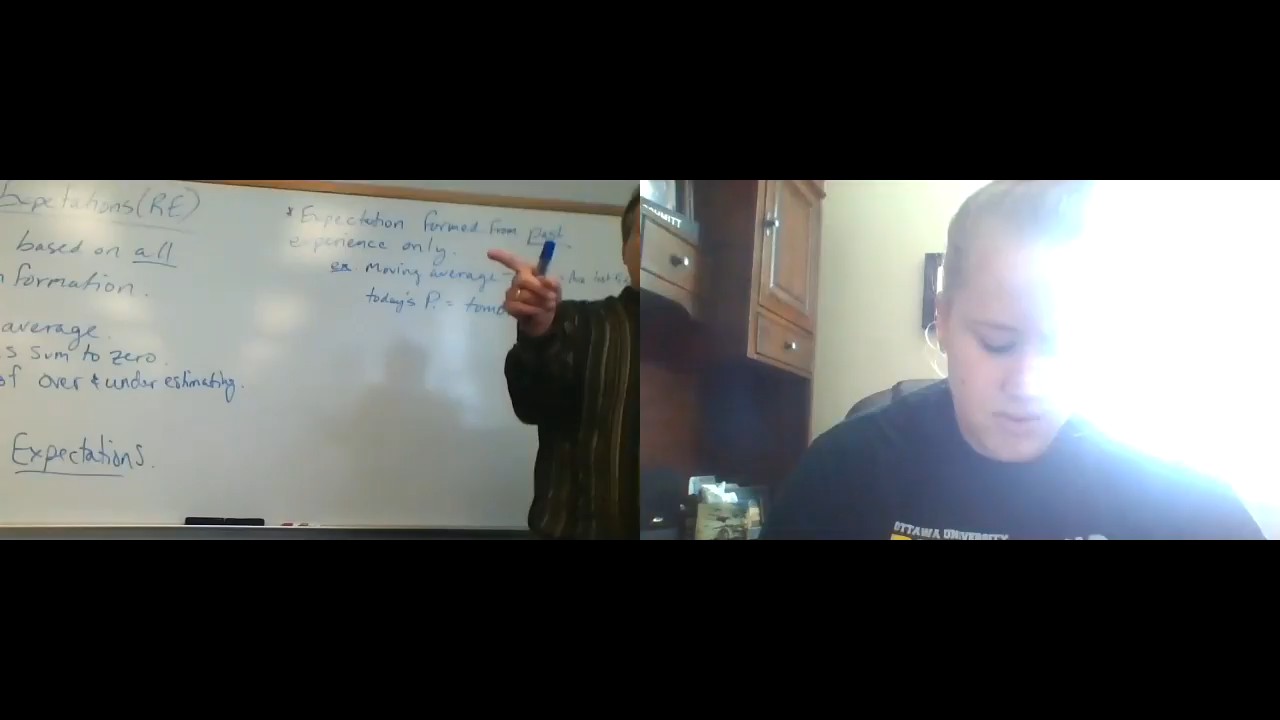 Expectations (RE)
based on all
formation.
average.
s sum to zero.
of over & under estimating.
Expectations.
* Expectation formed from past
experience only.
ex. Moving average
today's P. =
OTTAWA UNIVERSITY